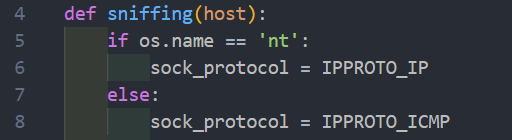 4 def sniffing(host):
5 if os.name == 'nt':
6 sock_protocol = IPPROTO_IP
7 else:
8 sock_protocol = IPPROTO_ICMP